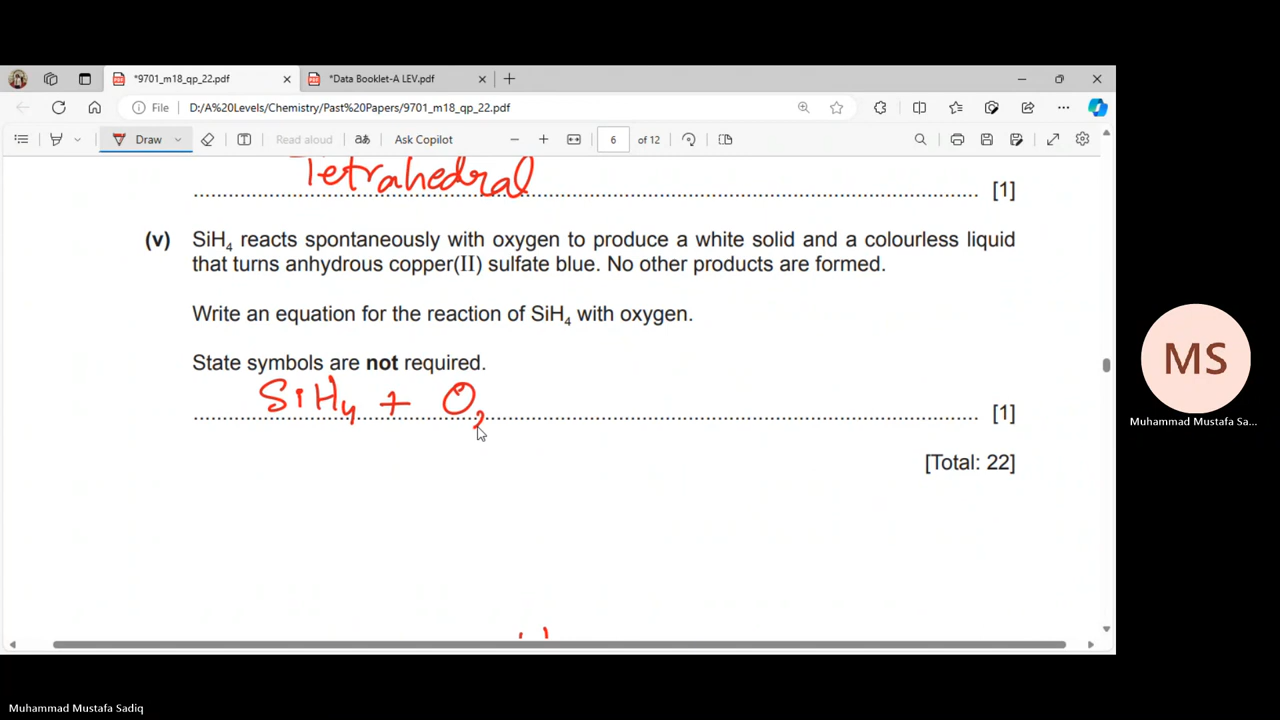 *9701_m18_qp_22.pdf
*Data Booklet-A LEV.pdf
File D:/A%20Levels/Chemistry/Past%20Papers/9701_m18_qp_22.pdf
Draw Read aloud aあ Ask Copilot 6 of 12
Tetrahedral
[1]
(v) SiH4 reacts spontaneously with oxygen to produce a white solid and a colourless liquid
that turns anhydrous copper(II) sulfate blue. No other products are formed.
Write an equation for the reaction of SiH4 with oxygen.
State symbols are not required.
SiH4 + O2
[1]
[Total: 22]
MS
Muhammad Mustafa Sa...
Muhammad Mustafa Sadiq